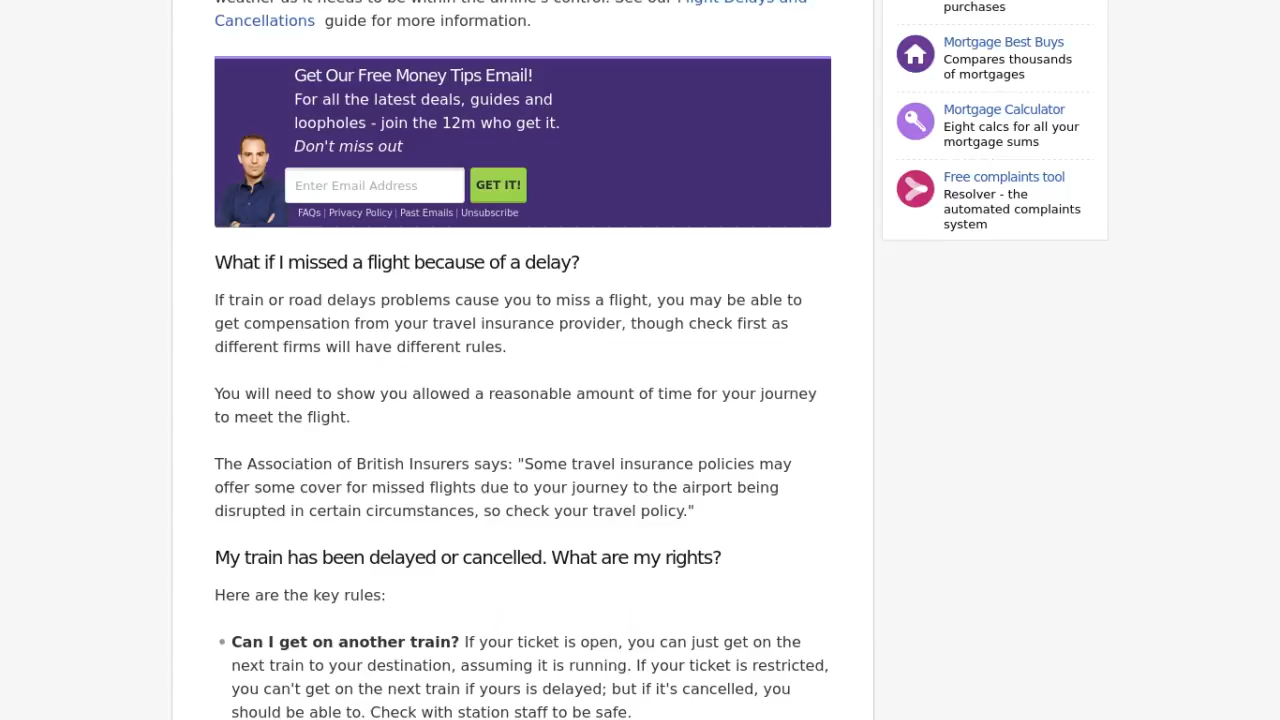 Cancellations guide for more information.
Get Our Free Money Tips Email!
For all the latest deals, guides and
loopholes - join the 12m who get it.
Don't miss out
Enter Email Address
GET IT!
FAQs | Privacy Policy | Past Emails | Unsubscribe
What if I missed a flight because of a delay?
If train or road delays problems cause you to miss a flight, you may be able to
get compensation from your travel insurance provider, though check first as
different firms will have different rules.
You will need to show you allowed a reasonable amount of time for your journey
to meet the flight.
The Association of British Insurers says: "Some travel insurance policies may
offer some cover for missed flights due to your journey to the airport being
disrupted in certain circumstances, so check your travel policy."
My train has been delayed or cancelled. What are my rights?
Here are the key rules:
Can I get on another train? If your ticket is open, you can just get on the
next train to your destination, assuming it is running. If your ticket is restricted,
you can't get on the next train if yours is delayed; but if it's cancelled, you
should be able to. Check with station staff to be safe.
purchases
Mortgage Best Buys
Compares thousands
of mortgages
Mortgage Calculator
Eight calcs for all your
mortgage sums
Free complaints tool
Resolver - the
automated complaints
system